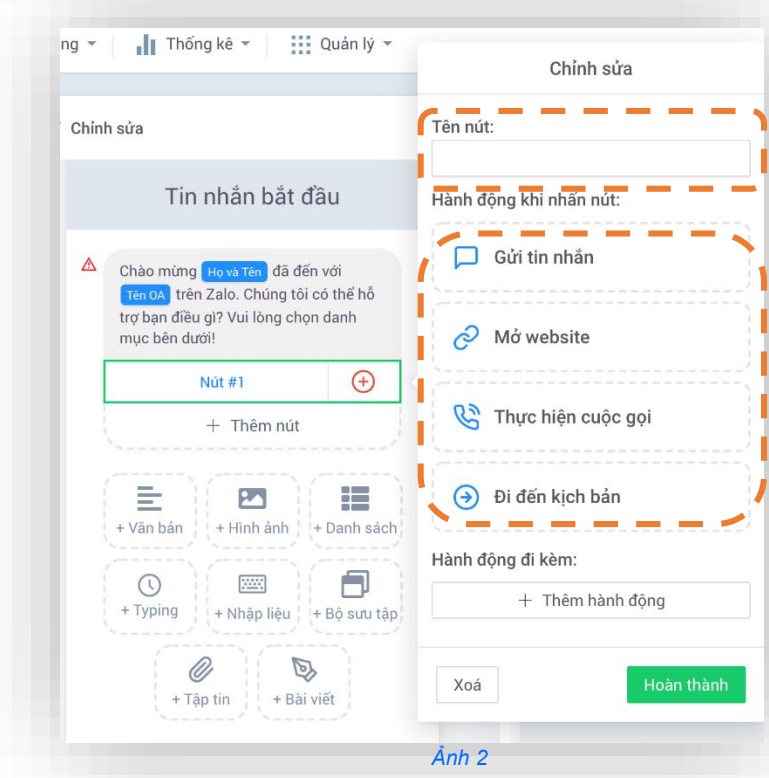 ng
Thống kê
Quản lý
Chỉnh sửa
Tin nhắn bắt đầu
Chào mừng Họ và Tên đã đến với
Tên OA trên Zalo. Chúng tôi có thể hỗ
trợ bạn điều gì? Vui lòng chọn danh
mục bên dưới!
Nút #1
+ Thêm nút
+ Văn bản
+ Hình ảnh
+ Danh sách
+ Typing
+ Nhập liệu
+ Bộ sưu tập
+ Tập tin
+ Bài viết
Chỉnh sửa
Tên nút:
Hành động khi nhấn nút:
Gửi tin nhắn
Mở website
Thực hiện cuộc gọi
Đi đến kịch bản
Hành động đi kèm:
+ Thêm hành động
Xoá
Hoàn thành
Ảnh 2